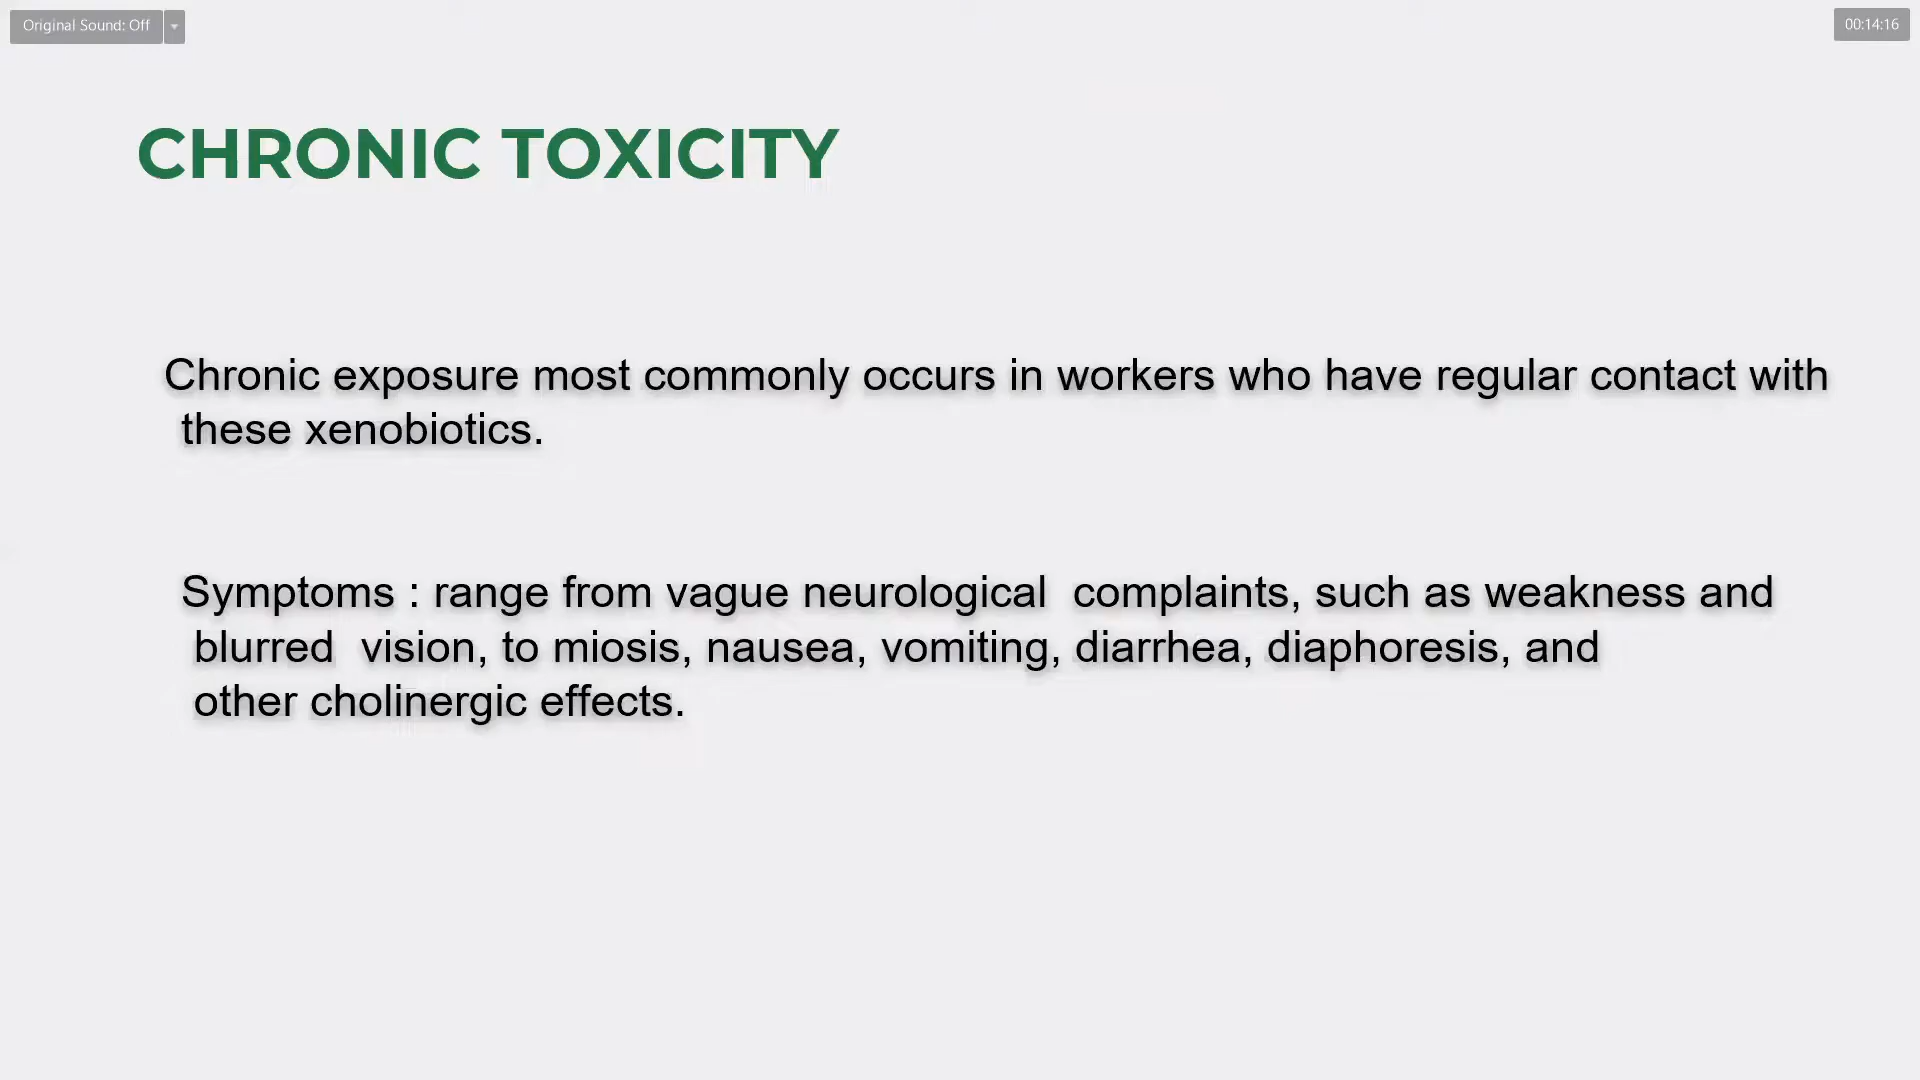 Original Sound: Off
00:14:16
CHRONIC TOXICITY
Chronic exposure most commonly occurs in workers who have regular contact with
these xenobiotics.
Symptoms : range from vague neurological complaints, such as weakness and
blurred vision, to miosis, nausea, vomiting, diarrhea, diaphoresis, and
other cholinergic effects.